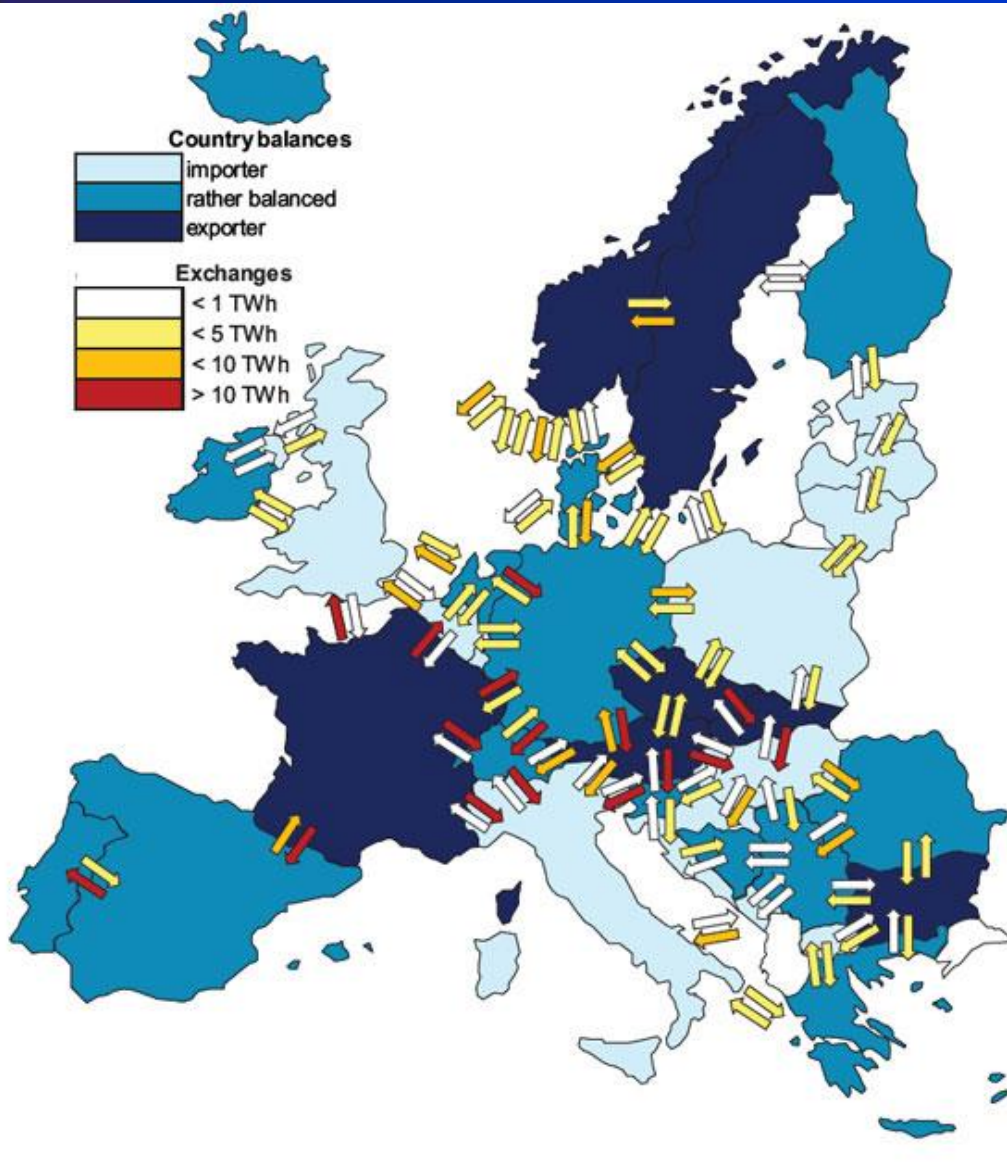 Country balances
importer
rather balanced
exporter
Exchanges
< 1 TWh
< 5 TWh
< 10 TWh
> 10 TWh